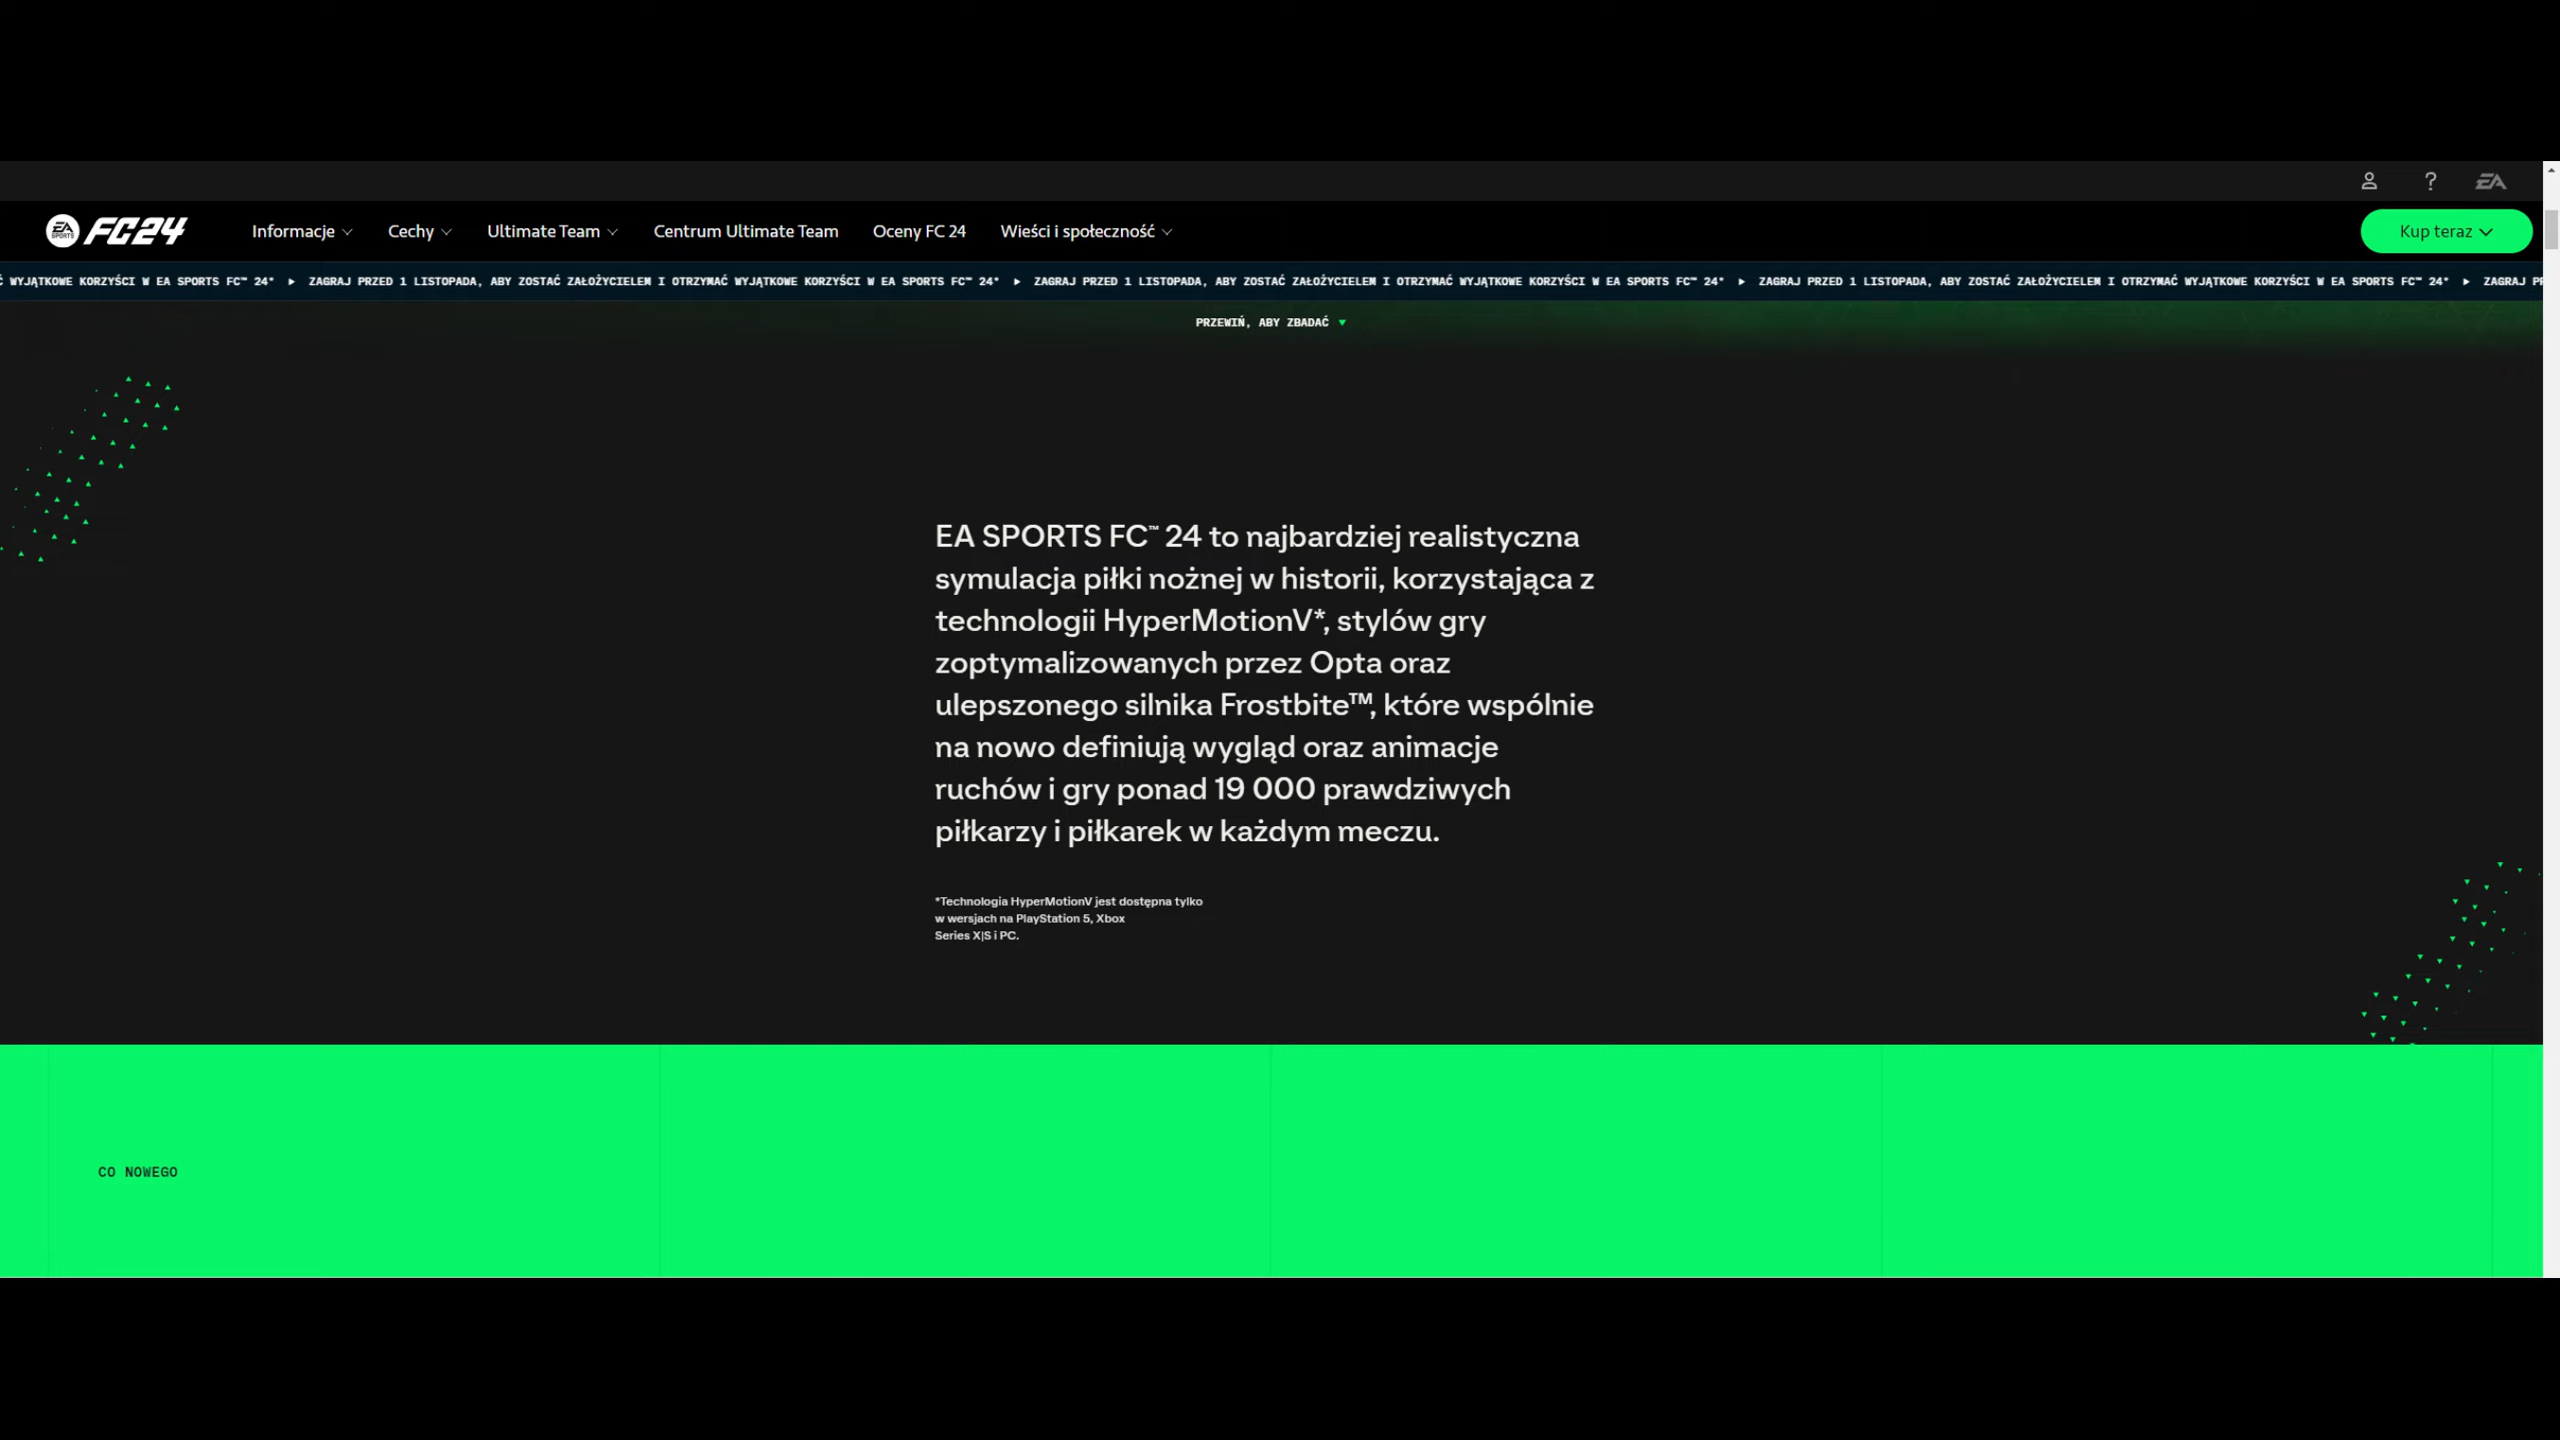 EA
EA SPORTS FC24
Informacje
Cechy
Ultimate Team
Centrum Ultimate Team
Oceny FC 24
Wieści i społeczność
Kup teraz
WYJĄTKOWE KORZYŚCI W EA SPORTS FC™ 24* ▶ ZAGRAJ PRZED 1 LISTOPADA, ABY ZOSTAĆ ZAŁOŻYCIELEM I OTRZYMAĆ WYJĄTKOWE KORZYŚCI W EA SPORTS FC™ 24* ▶ ZAGRAJ PRZED 1 LISTOPADA, ABY ZOSTAĆ ZAŁOŻYCIELEM I OTRZYMAĆ WYJĄTKOWE KORZYŚCI W EA SPORTS FC™ 24* ▶ ZAGRAJ PRZED 1 LISTOPADA, ABY ZOSTAĆ ZAŁOŻYCIELEM I OTRZYMAĆ WYJĄTKOWE KORZYŚCI W EA SPORTS FC™ 24* ▶ ZAGRAJ
PRZEWIŃ, ABY ZBADAĆ ▼
EA SPORTS FC™ 24 to najbardziej realistyczna
symulacja piłki nożnej w historii, korzystająca z
technologii HyperMotionV*, stylów gry
zoptymalizowanych przez Opta oraz
ulepszonego silnika Frostbite™, które wspólnie
na nowo definiują wygląd oraz animacje
ruchów i gry ponad 19 000 prawdziwych
piłkarzy i piłkarek w każdym meczu.
*Technologia HyperMotionV jest dostępna tylko
w wersjach na PlayStation 5, Xbox
Series X|S i PC.
CO NOWEGO